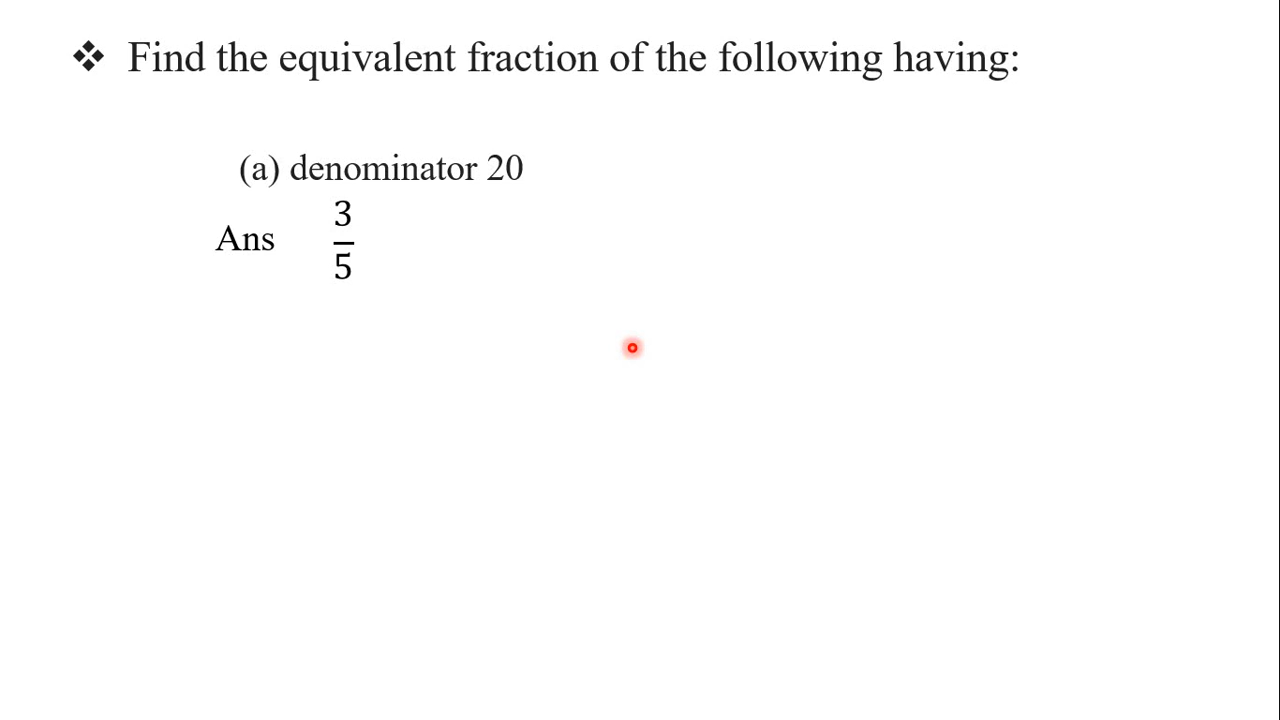 ❖ Find the equivalent fraction of the following having:
(a) denominator 20
Ans 3/5